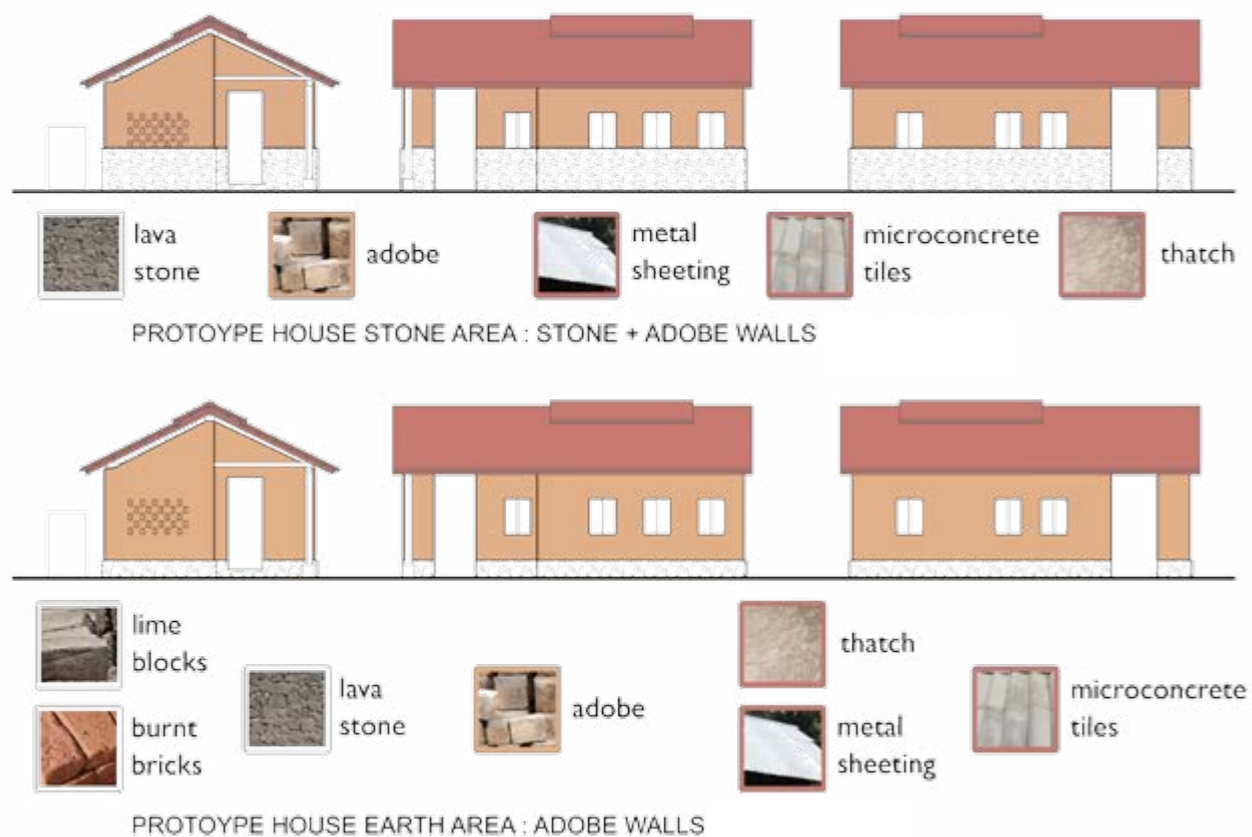 lava
stone
adobe
metal
sheeting
microconcrete
tiles
thatch
PROTOYPE HOUSE STONE AREA : STONE + ADOBE WALLS
lime
blocks
burnt
bricks
lava
stone
adobe
thatch
metal
sheeting
microconcrete
tiles
PROTOYPE HOUSE EARTH AREA : ADOBE WALLS